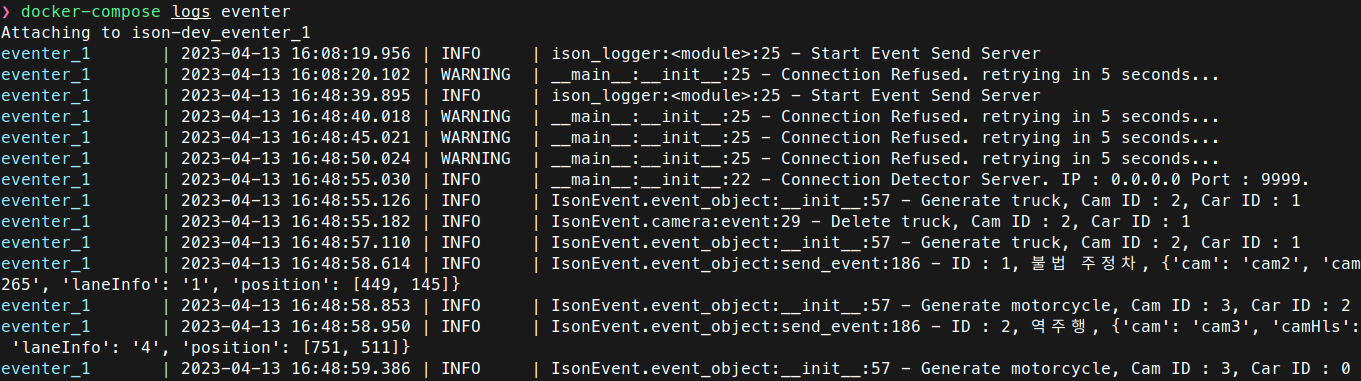 ❯ docker-compose logs eventer
Attaching to ison-dev_eventer_1
eventer_1 | 2023-04-13 16:08:19.956 | INFO | ison_logger:<module>:25 - Start Event Send Server
eventer_1 | 2023-04-13 16:08:20.102 | WARNING | __main__:__init__:25 - Connection Refused. retrying in 5 seconds...
eventer_1 | 2023-04-13 16:48:39.895 | INFO | ison_logger:<module>:25 - Start Event Send Server
eventer_1 | 2023-04-13 16:48:40.018 | WARNING | __main__:__init__:25 - Connection Refused. retrying in 5 seconds...
eventer_1 | 2023-04-13 16:48:45.021 | WARNING | __main__:__init__:25 - Connection Refused. retrying in 5 seconds...
eventer_1 | 2023-04-13 16:48:50.024 | WARNING | __main__:__init__:25 - Connection Refused. retrying in 5 seconds...
eventer_1 | 2023-04-13 16:48:55.030 | INFO | __main__:__init__:22 - Connection Detector Server. IP : 0.0.0.0 Port : 9999.
eventer_1 | 2023-04-13 16:48:55.126 | INFO | IsonEvent.event_object:__init__:57 - Generate truck, Cam ID : 2, Car ID : 1
eventer_1 | 2023-04-13 16:48:55.182 | INFO | IsonEvent.camera:event:29 - Delete truck, Cam ID : 2, Car ID : 1
eventer_1 | 2023-04-13 16:48:57.110 | INFO | IsonEvent.event_object:__init__:57 - Generate truck, Cam ID : 2, Car ID : 1
eventer_1 | 2023-04-13 16:48:58.614 | INFO | IsonEvent.event_object:send_event:186 - ID : 1, 불법 주정차, {'cam': 'cam2', 'cam
265', 'laneInfo': '1', 'position': [449, 145]}
eventer_1 | 2023-04-13 16:48:58.853 | INFO | IsonEvent.event_object:__init__:57 - Generate motorcycle, Cam ID : 3, Car ID : 2
eventer_1 | 2023-04-13 16:48:58.950 | INFO | IsonEvent.event_object:send_event:186 - ID : 2, 역주행, {'cam': 'cam3', 'camHls':
'laneInfo': '4', 'position': [751, 511]}
eventer_1 | 2023-04-13 16:48:59.386 | INFO | IsonEvent.event_object:__init__:57 - Generate motorcycle, Cam ID : 3, Car ID : 0